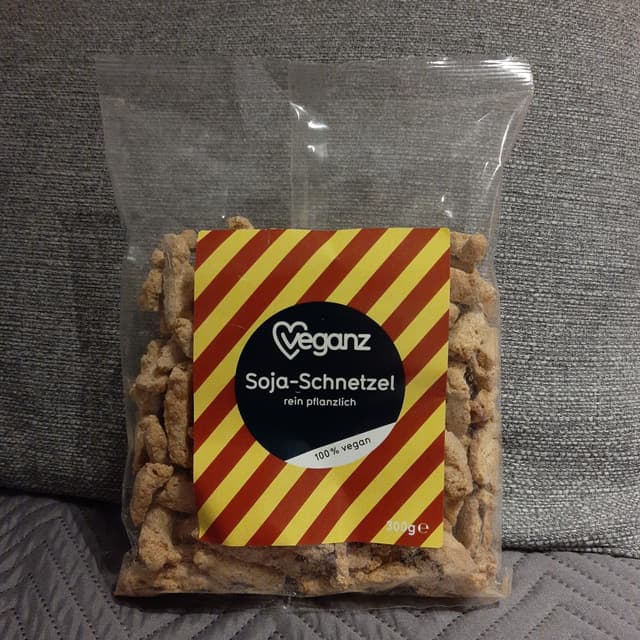 Veganz
Soja-Schnetzel
rein pflanzlich
100% vegan
300g ℮